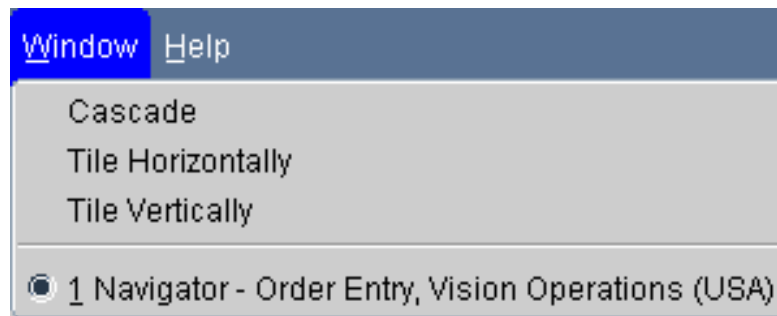 Window Help
Cascade
Tile Horizontally
Tile Vertically
1 Navigator - Order Entry, Vision Operations (USA)